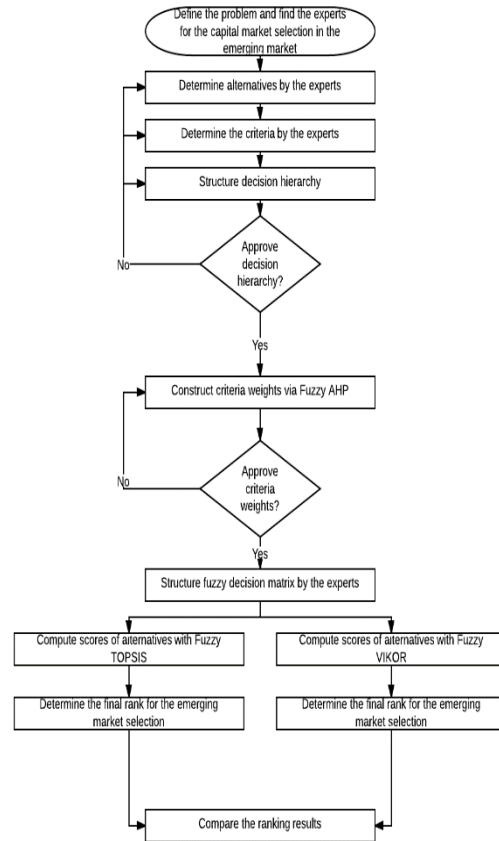 Define the problem and find the experts
for the capital market selection in the
emerging market
Determine alternatives by the experts
Determine the criteria by the experts
Structure decision hierarchy
Approve
decision
hierarchy?
No
Yes
Construct criteria weights via Fuzzy AHP
Approve
criteria
weights?
No
Yes
Structure fuzzy decision matrix by the experts
Compute scores of alternatives with Fuzzy
TOPSIS
Compute scores of alternatives with Fuzzy
VIKOR
Determine the final rank for the emerging
market selection
Determine the final rank for the emerging
market selection
Compare the ranking results